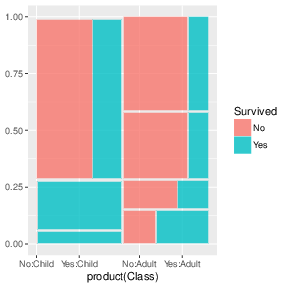 1.00
0.75
0.50
0.25
0.00
No:Child Yes:Child No:Adult Yes:Adult
product(Class)
Survived
No
Yes